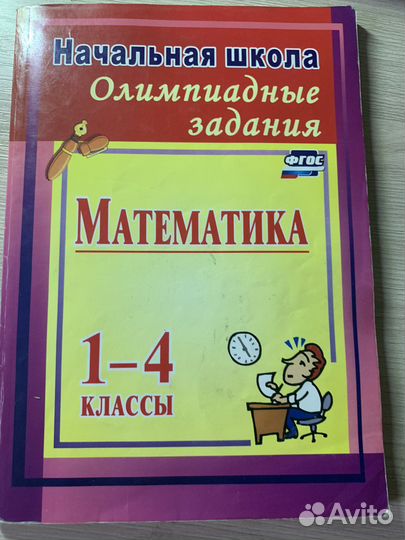 Начальная школа
Олимпиадные
задания
ФГОС
Математика
1–4
классы
Avito